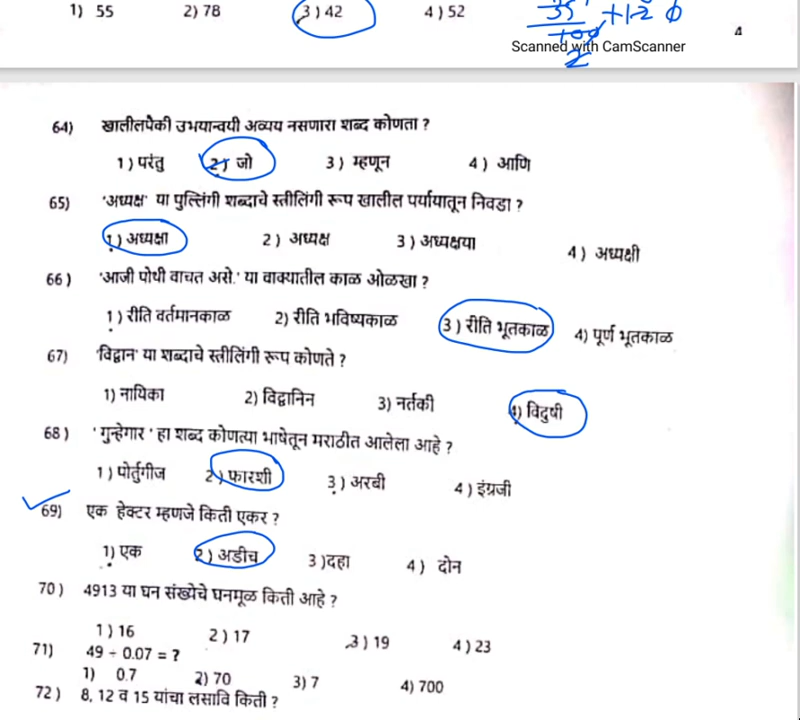 1) 55 2) 78 3) 42 4) 52
35
100 +120
2
4
Scanned with CamScanner
64) खालीलपैकी उभयान्वयी अव्यय नसणारा शब्द कोणता ?
1) परंतु 2) जो 3) म्हणून 4) आणि
65) 'अध्यक्ष' या पुल्लिंगी शब्दाचे स्तीलिंगी रूप खालील पर्यायातून निवडा ?
1) अध्यक्षा 2) अध्यक्ष 3) अध्यक्षया 4) अध्यक्षी
66) 'आजी पोथी वाचत असे.' या वाक्यातील काळ ओळखा ?
1) रीति वर्तमानकाळ 2) रीति भविष्यकाळ 3) रीति भूतकाळ 4) पूर्ण भूतकाळ
67) 'विद्वान' या शब्दाचे स्तीलिंगी रूप कोणते ?
1) नायिका 2) विद्वानिन 3) नर्तकी 4) विदुषी
68) 'गुन्हेगार' हा शब्द कोणत्या भाषेतून मराठीत आलेला आहे ?
1) पोर्तुगीज 2) फारशी 3) अरबी 4) इंग्रजी
69) एक हेक्टर म्हणजे किती एकर ?
1) एक 2) अडीच 3) दहा 4) दोन
70) 4913 या घन संख्येचे घनमूळ किती आहे ?
1) 16 2) 17 3) 19 4) 23
71) 49 ÷ 0.07 = ?
1) 0.7 2) 70 3) 7 4) 700
72) 8, 12 व 15 यांचा लसावि किती ?